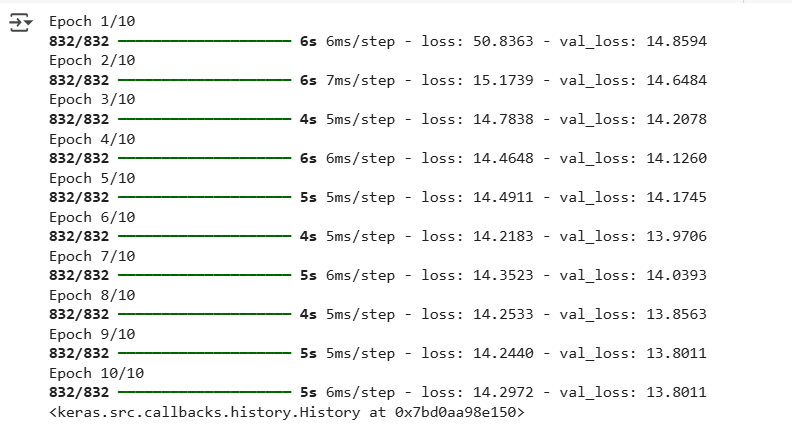 Epoch 1/10
832/832 ━━━━━━━━━━━━━━━━━━━━ 6s 6ms/step - loss: 50.8363 - val_loss: 14.8594
Epoch 2/10
832/832 ━━━━━━━━━━━━━━━━━━━━ 6s 7ms/step - loss: 15.1739 - val_loss: 14.6484
Epoch 3/10
832/832 ━━━━━━━━━━━━━━━━━━━━ 4s 5ms/step - loss: 14.7838 - val_loss: 14.2078
Epoch 4/10
832/832 ━━━━━━━━━━━━━━━━━━━━ 6s 6ms/step - loss: 14.4648 - val_loss: 14.1260
Epoch 5/10
832/832 ━━━━━━━━━━━━━━━━━━━━ 5s 5ms/step - loss: 14.4911 - val_loss: 14.1745
Epoch 6/10
832/832 ━━━━━━━━━━━━━━━━━━━━ 4s 5ms/step - loss: 14.2183 - val_loss: 13.9706
Epoch 7/10
832/832 ━━━━━━━━━━━━━━━━━━━━ 5s 6ms/step - loss: 14.3523 - val_loss: 14.0393
Epoch 8/10
832/832 ━━━━━━━━━━━━━━━━━━━━ 4s 5ms/step - loss: 14.2533 - val_loss: 13.8563
Epoch 9/10
832/832 ━━━━━━━━━━━━━━━━━━━━ 5s 5ms/step - loss: 14.2440 - val_loss: 13.8011
Epoch 10/10
832/832 ━━━━━━━━━━━━━━━━━━━━ 5s 6ms/step - loss: 14.2972 - val_loss: 13.8011
<keras.src.callbacks.history.History at 0x7bd0aa98e150>